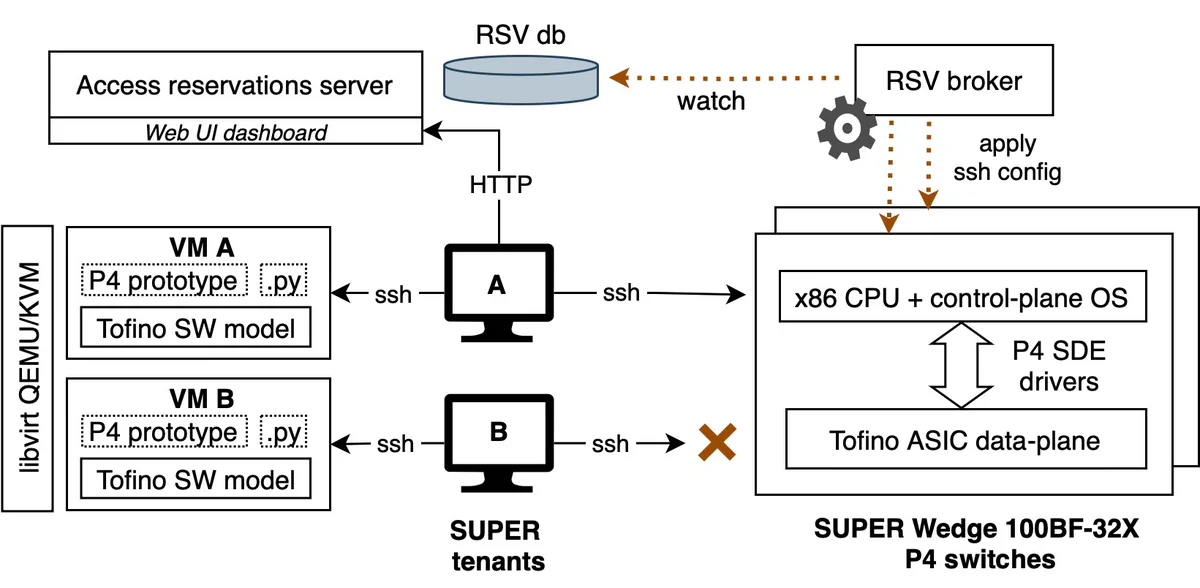 RSV db
Access reservations server
Web UI dashboard
watch
RSV broker
apply
ssh config
HTTP
libvirt QEMU/KVM
VM A
P4 prototype
.py
Tofino SW model
ssh
A
ssh
x86 CPU + control-plane OS
P4 SDE
drivers
Tofino ASIC data-plane
VM B
P4 prototype
.py
Tofino SW model
ssh
B
ssh
SUPER
tenants
SUPER Wedge 100BF-32X
P4 switches